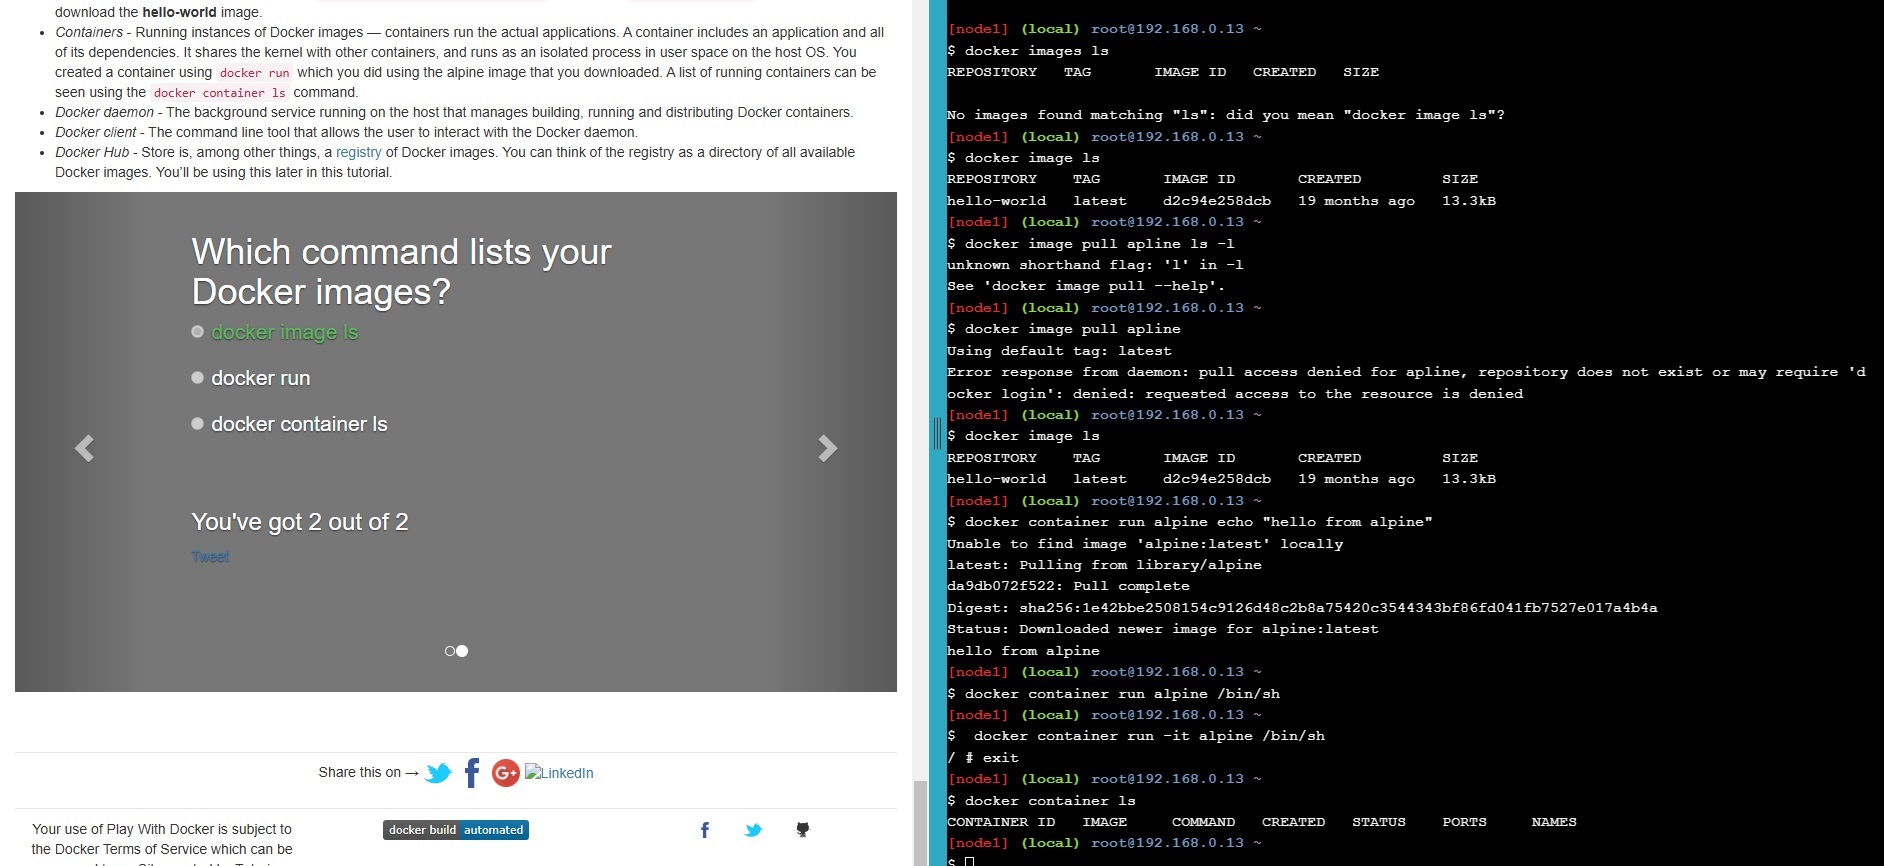 download the hello-world image.
• Containers - Running instances of Docker images — containers run the actual applications. A container includes an application and all
of its dependencies. It shares the kernel with other containers, and runs as an isolated process in user space on the host OS. You
created a container using docker run which you did using the alpine image that you downloaded. A list of running containers can be
seen using the docker container ls command.
• Docker daemon - The background service running on the host that manages building, running and distributing Docker containers.
• Docker client - The command line tool that allows the user to interact with the Docker daemon.
• Docker Hub - Store is, among other things, a registry of Docker images. You can think of the registry as a directory of all available
Docker images. You'll be using this later in this tutorial.
Which command lists your
Docker images?
docker image ls
docker run
docker container ls
You've got 2 out of 2
Tweet
Share this on → LinkedIn
Your use of Play With Docker is subject to
the Docker Terms of Service which can be
docker build automated
[node1] (local) root@192.168.0.13 ~
$ docker images ls
REPOSITORY TAG IMAGE ID CREATED SIZE
No images found matching "ls": did you mean "docker image ls"?
[node1] (local) root@192.168.0.13 ~
$ docker image ls
REPOSITORY TAG IMAGE ID CREATED SIZE
hello-world latest d2c94e258dcb 19 months ago 13.3kB
[node1] (local) root@192.168.0.13 ~
$ docker image pull apline ls -l
unknown shorthand flag: 'l' in -l
See 'docker image pull --help'.
[node1] (local) root@192.168.0.13 ~
$ docker image pull apline
Using default tag: latest
Error response from daemon: pull access denied for apline, repository does not exist or may require 'd
ocker login': denied: requested access to the resource is denied
[node1] (local) root@192.168.0.13 ~
$ docker image ls
REPOSITORY TAG IMAGE ID CREATED SIZE
hello-world latest d2c94e258dcb 19 months ago 13.3kB
[node1] (local) root@192.168.0.13 ~
$ docker container run alpine echo "hello from alpine"
Unable to find image 'alpine:latest' locally
latest: Pulling from library/alpine
da9db072f522: Pull complete
Digest: sha256:1e42bbe2508154c9126d48c2b8a75420c3544343bf86fd041fb7527e017a4b4a
Status: Downloaded newer image for alpine:latest
hello from alpine
[node1] (local) root@192.168.0.13 ~
$ docker container run alpine /bin/sh
[node1] (local) root@192.168.0.13 ~
$ docker container run -it alpine /bin/sh
/ # exit
[node1] (local) root@192.168.0.13 ~
$ docker container ls
CONTAINER ID IMAGE COMMAND CREATED STATUS PORTS NAMES
[node1] (local) root@192.168.0.13 ~
$